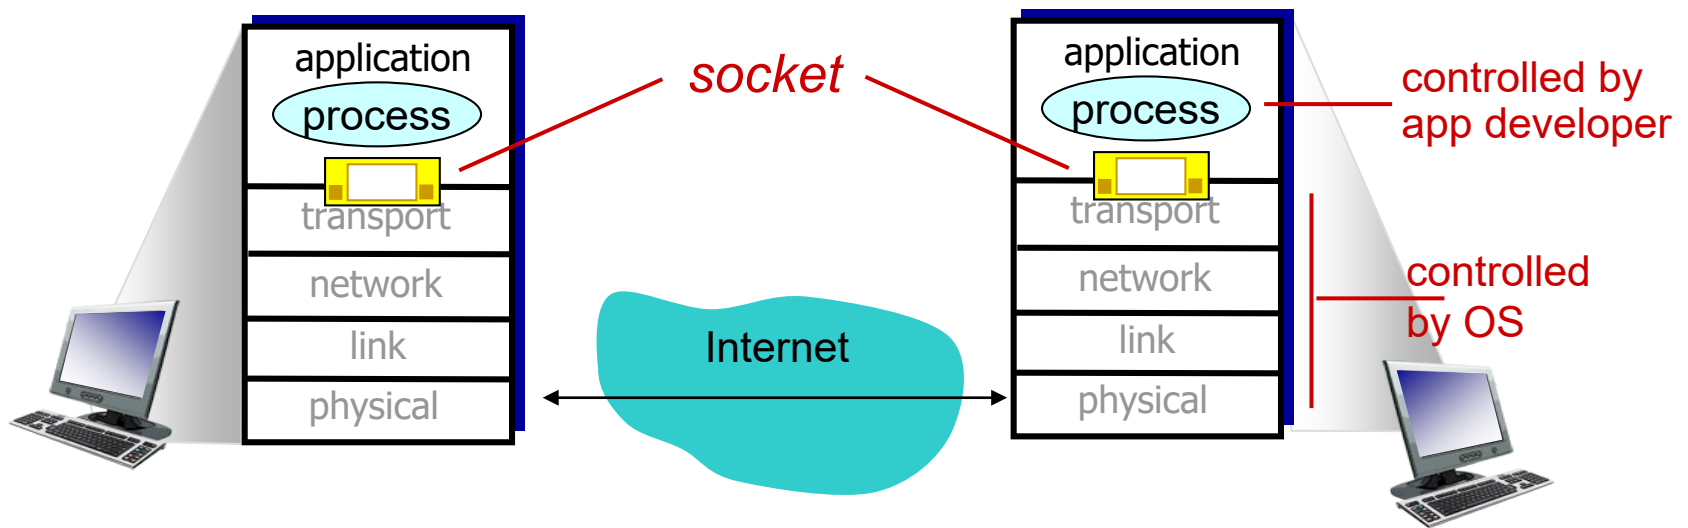 application
process
transport
network
link
physical
socket
Internet
application
process
transport
network
link
physical
controlled by
app developer
controlled
by OS